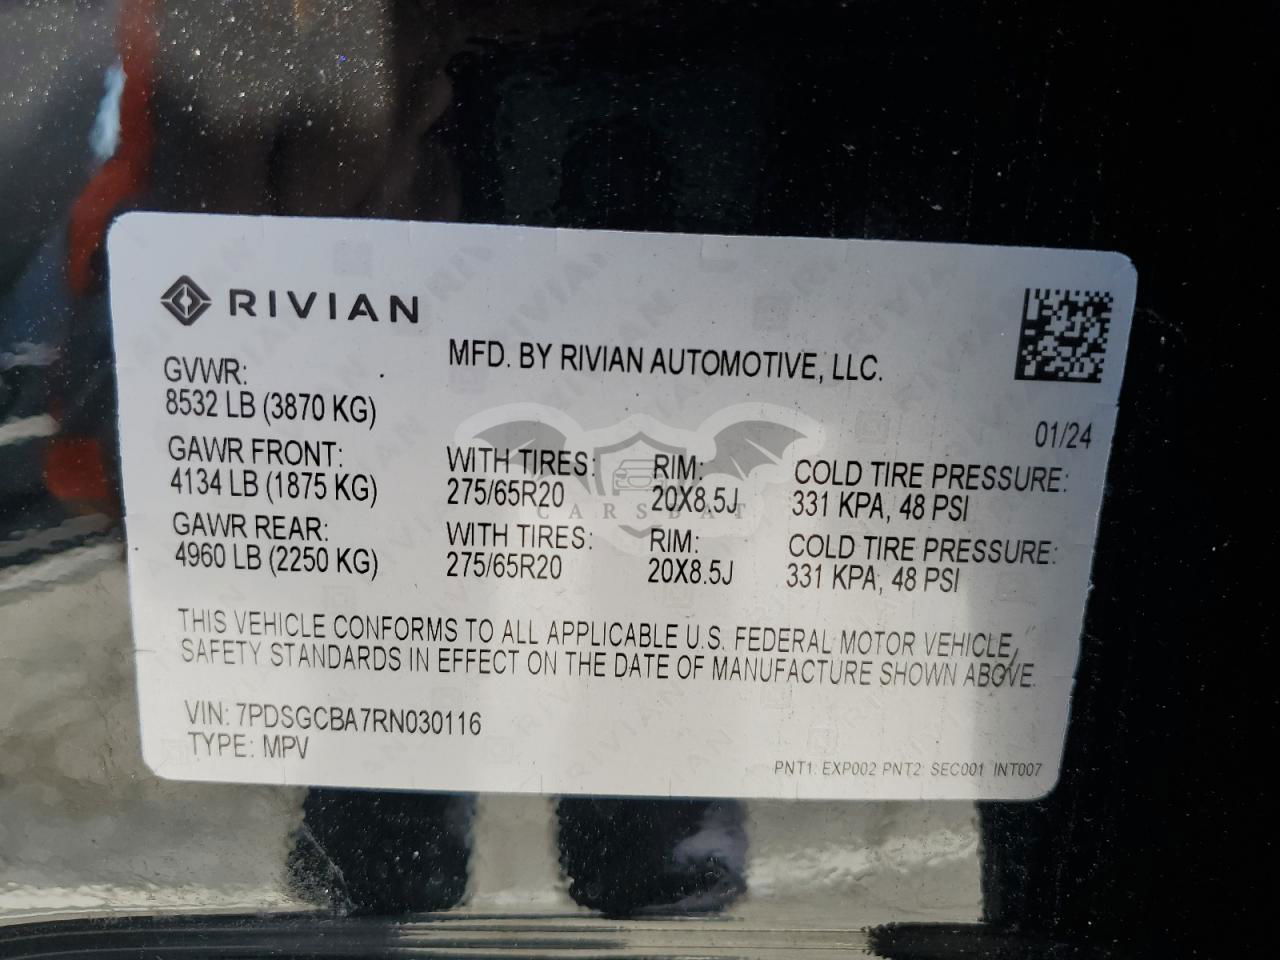 RIVIAN
MFD. BY RIVIAN AUTOMOTIVE, LLC.
GVWR:
8532 LB (3870 KG)
01/24
GAWR FRONT: WITH TIRES: RIM: COLD TIRE PRESSURE:
4134 LB (1875 KG) 275/65R20 20X8.5J 331 KPA, 48 PSI
GAWR REAR: WITH TIRES: RIM: COLD TIRE PRESSURE:
4960 LB (2250 KG) 275/65R20 20X8.5J 331 KPA, 48 PSI
CARSBAT
THIS VEHICLE CONFORMS TO ALL APPLICABLE U.S. FEDERAL MOTOR VEHICLE
SAFETY STANDARDS IN EFFECT ON THE DATE OF MANUFACTURE SHOWN ABOVE.
VIN: 7PDSGCBA7RN030116
TYPE: MPV
PNT1: EXP002 PNT2: SEC001 INT007